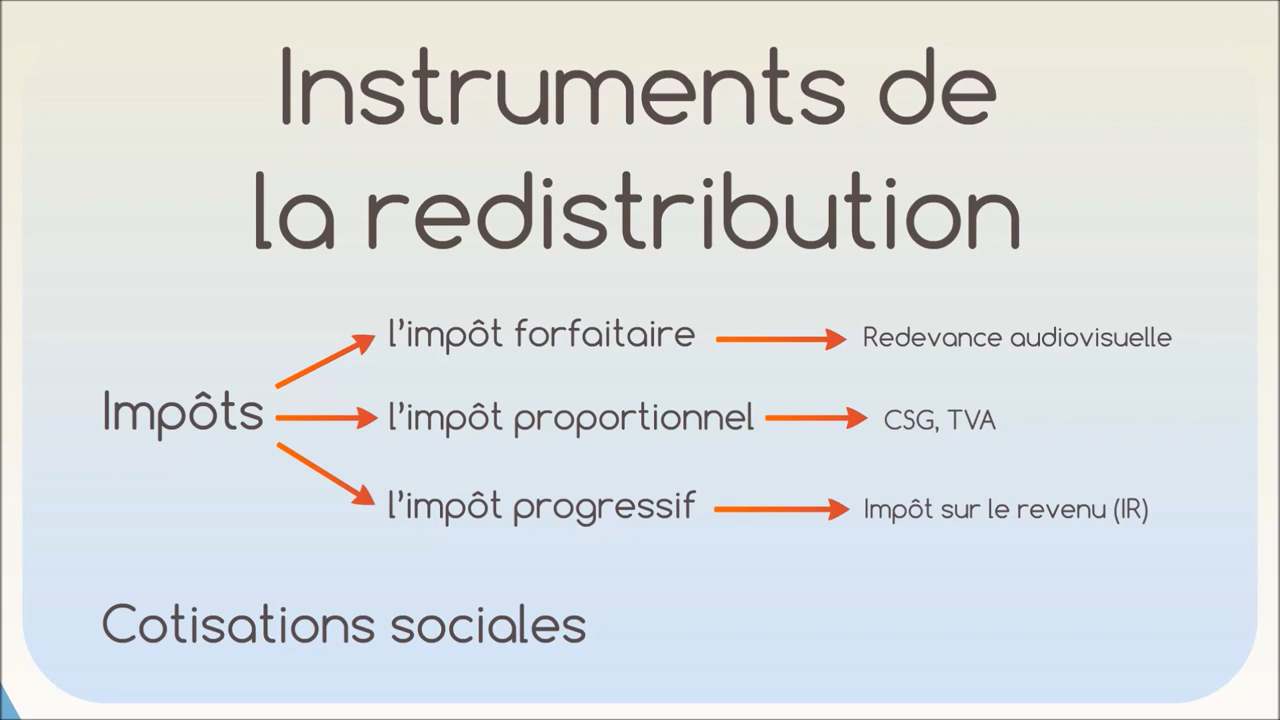 Instruments de
la redistribution
l'impôt forfaitaire Redevance audiovisuelle
Impôts l'impôt proportionnel CSG, TVA
l'impôt progressif Impôt sur le revenu (IR)
Cotisations sociales